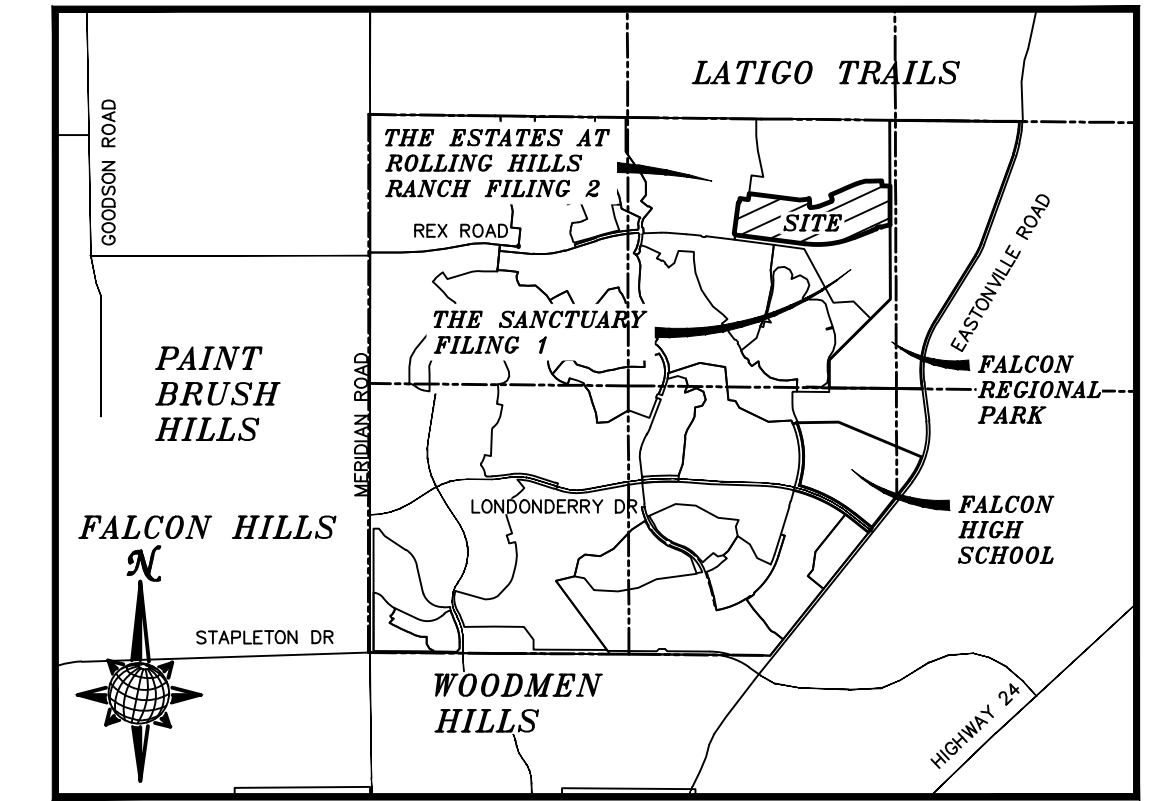 LATIGO TRAILS
GOODSON ROAD
THE ESTATES AT
ROLLING HILLS
RANCH FILING 2
SITE
REX ROAD
EASTONVILLE ROAD
THE SANCTUARY
FILING 1
PAINT
BRUSH
HILLS
MERIDIAN ROAD
FALCON
REGIONAL
PARK
LONDONDERRY DR
FALCON
HIGH
SCHOOL
FALCON HILLS
N
STAPLETON DR
WOODMEN
HILLS
HIGHWAY 24